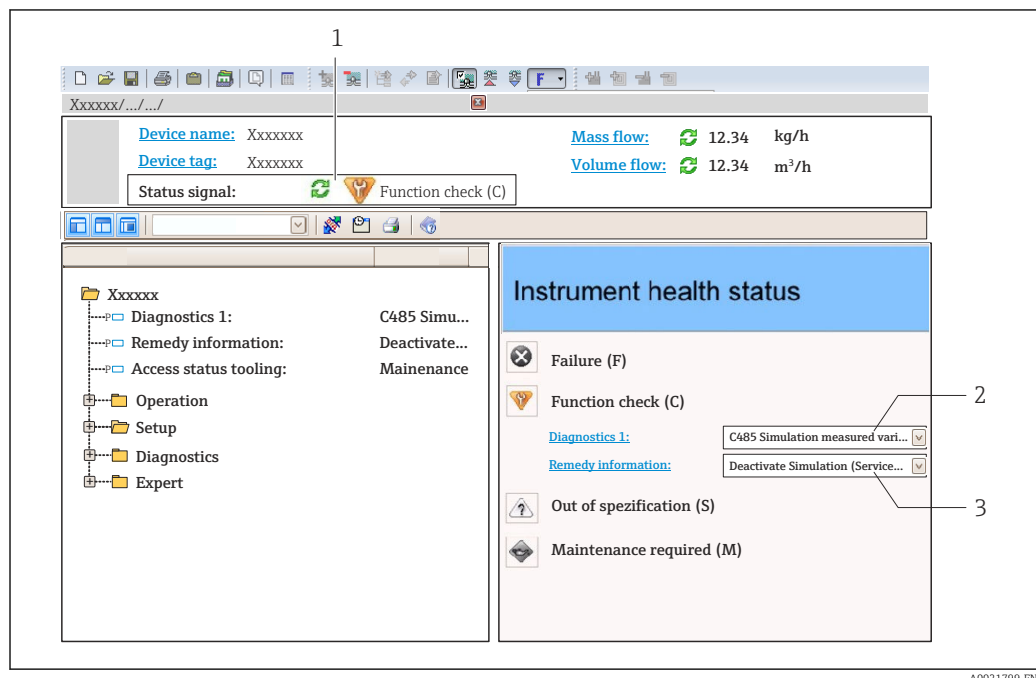 1
F
Xxxxxx/.../.../
Device name: Xxxxxxx
Mass flow: 12.34 kg/h
Device tag: Xxxxxxx
Volume flow: 12.34 m³/h
Status signal: Function check (C)
Xxxxxx
Diagnostics 1: C485 Simu...
Remedy information: Deactivate...
Access status tooling: Mainenance
Operation
Setup
Diagnostics
Expert
Instrument health status
Failure (F)
Function check (C)
2
Diagnostics 1: C485 Simulation measured vari...
Remedy information: Deactivate Simulation (Service...
Out of spezification (S)
3
Maintenance required (M)
A0021799-EN